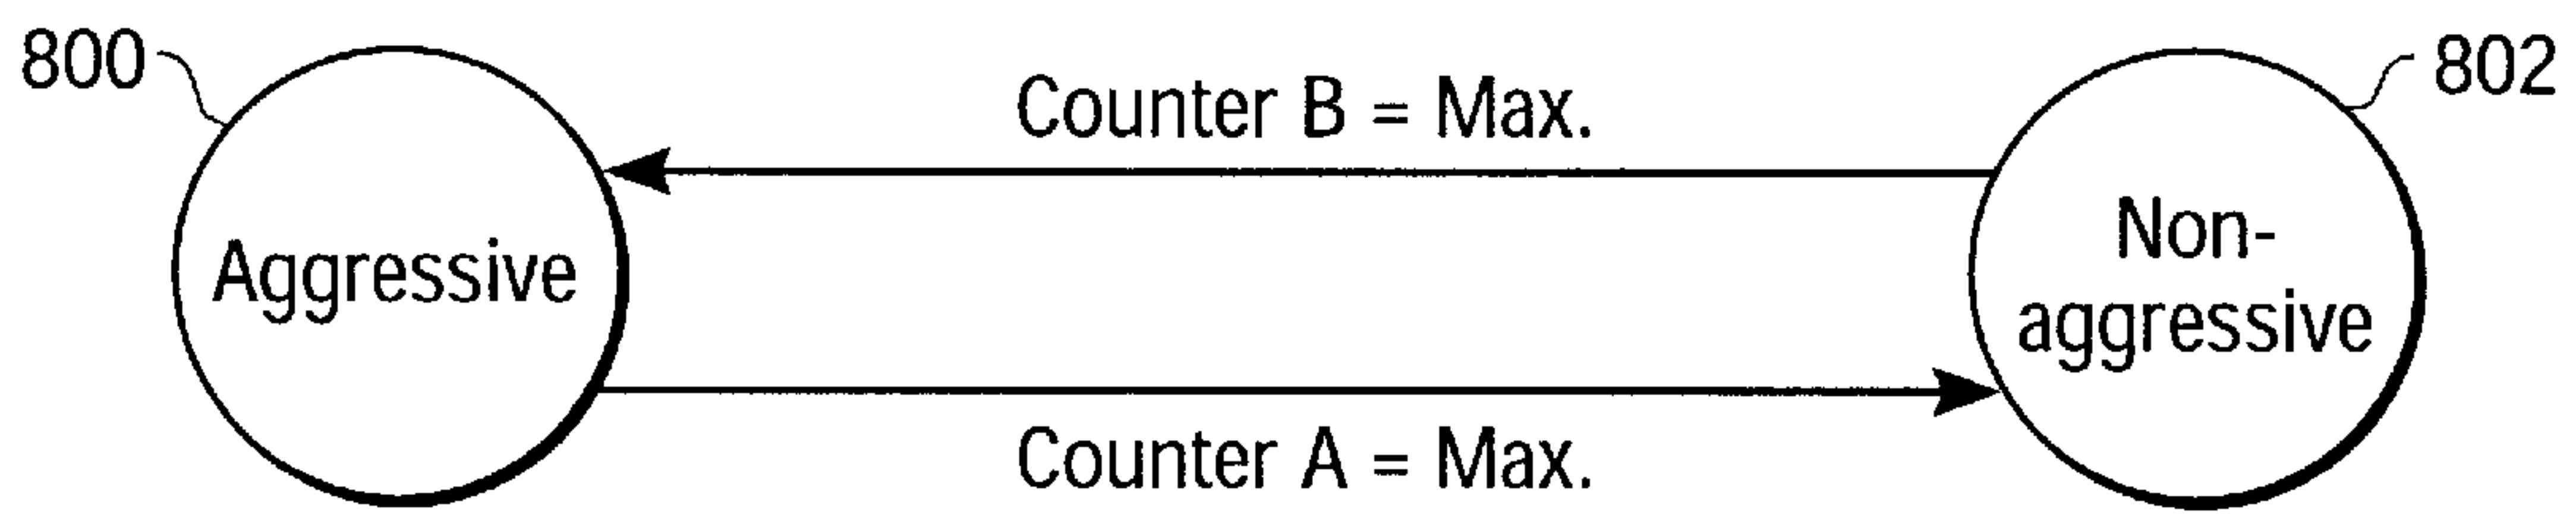 800
Counter B = Max.
802
Aggressive
Non-
aggressive
Counter A = Max.